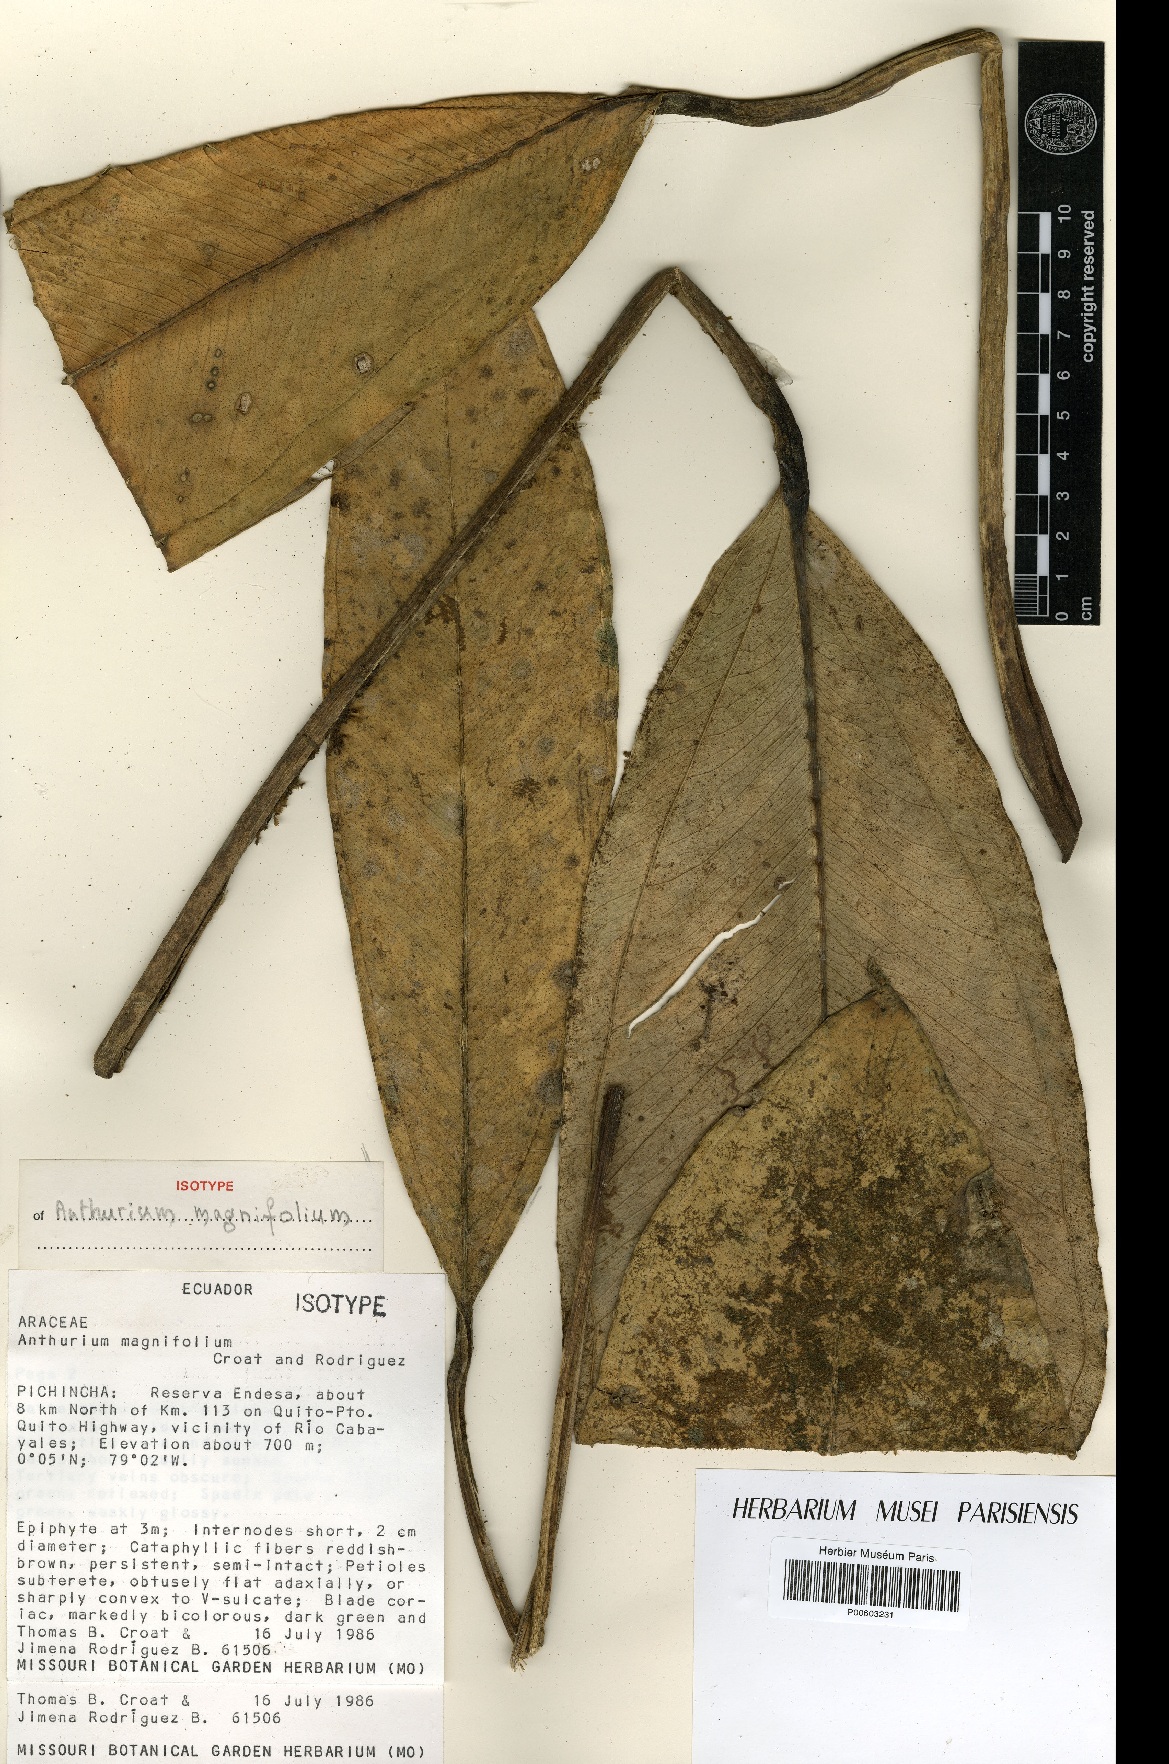 10
9
8
7
6
5
4
3
2
1
0
cm
copyright reserved
ISOTYPE
of Anthurium magnifolium
ECUADOR
ISOTYPE
ARACEAE
Anthurium magnifolium
Croat and Rodríguez
PICHINCHA: Reserva Endesa, about
8 km North of Km. 113 on Quito-Pto.
Quito Highway, vicinity of Río Caba-
yales; Elevation about 700 m;
0°05'N; 79°02'W.
Epiphyte at 3m; Internodes short, 2 cm
diameter; Cataphyllic fibers reddish-
brown, persistent, semi-intact; Petioles
subterete, obtusely flat adaxially, or
sharply convex to V-sulcate; Blade cor-
iac, markedly bicolorous, dark green and
Thomas B. Croat & 16 July 1986
Jimena Rodríguez B. 61506
MISSOURI BOTANICAL GARDEN HERBARIUM (MO)
Thomas B. Croat & 16 July 1986
Jimena Rodríguez B. 61506
MISSOURI BOTANICAL GARDEN HERBARIUM (MO)
HERBARIUM MUSEI PARISIENSIS
Herbier Muséum Paris
P00603231